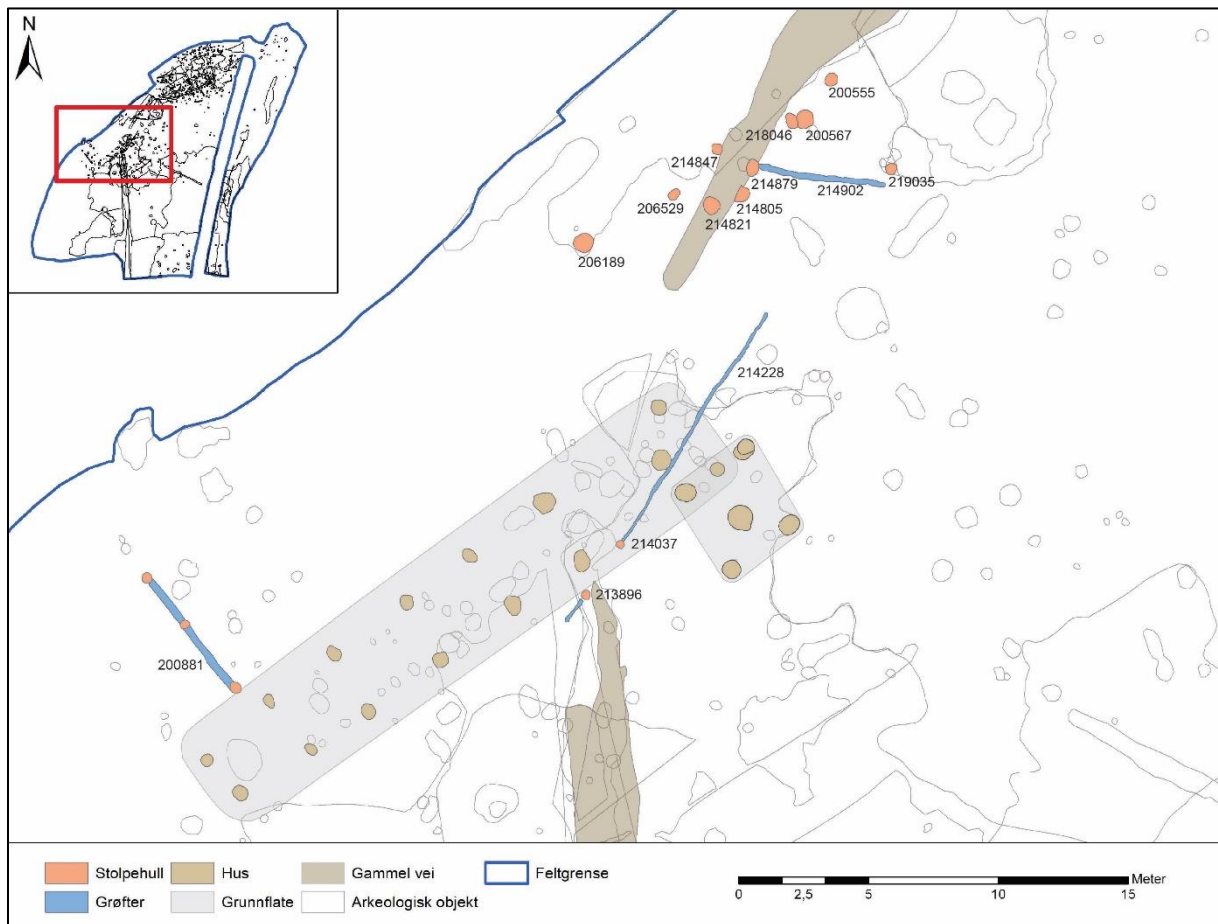 N
200555
218046
200567
214847
214879
219035
214902
206529
214805
214821
206189
214228
214037
213896
200881
Stolpehull
Hus
Gammel vei
Feltgrense
Grøfter
Grunnflate
Arkeologisk objekt
Meter
0
2,5
5
10
15